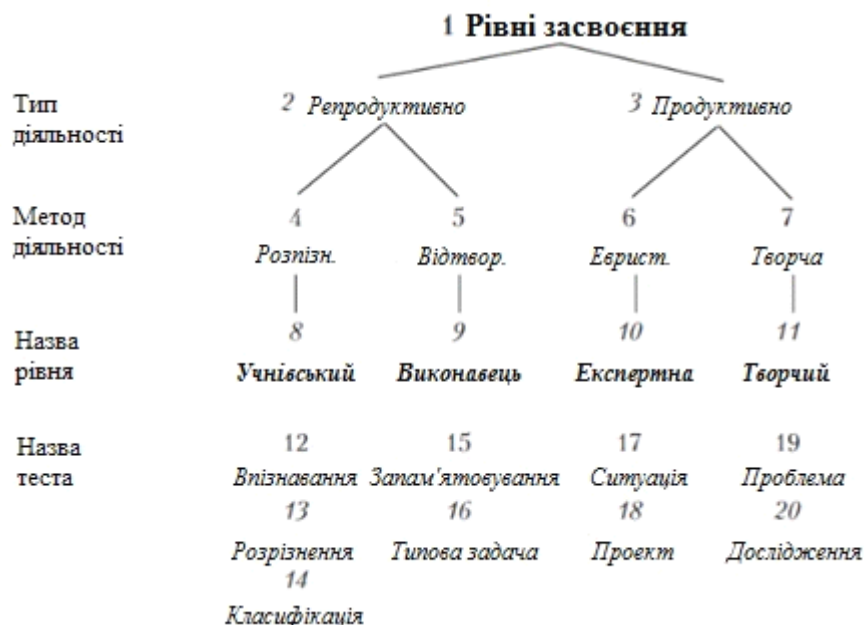 1 Рівні засвоєння
Тип діяльності
2 Репродуктивно 3 Продуктивно
Метод діяльності
4 5 6 7
Розпізн. Відтвор. Еврист. Творча
Назва рівня
8 9 10 11
Учнівський Виконавець Експертна Творчий
Назва теста
12 15 17 19
Впізнавання Запам'ятовування Ситуація Проблема
13 16 18 20
Розрізнення Типова задача Проект Дослідження
14
Класифікація